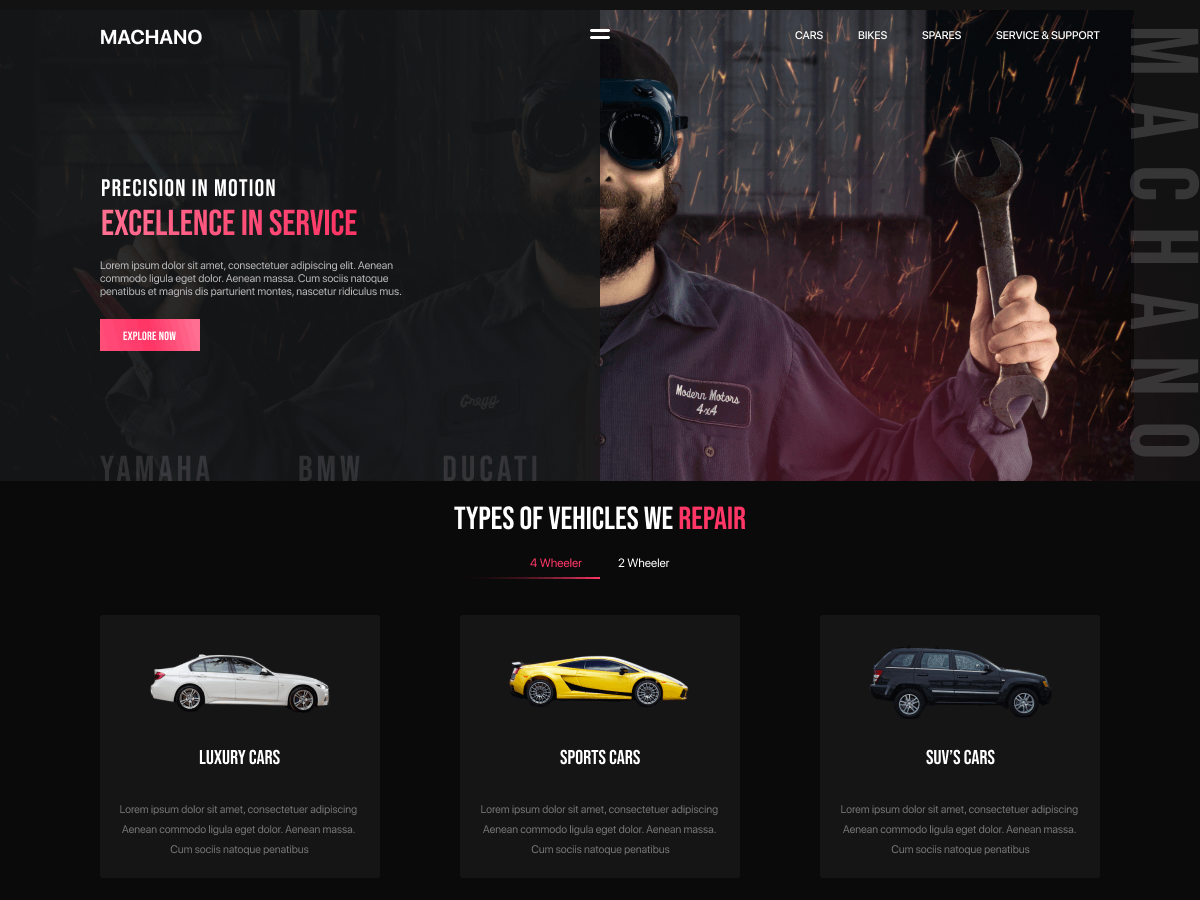 MACHANO
CARS
BIKES
SPARES
SERVICE & SUPPORT
MACHANO
PRECISION IN MOTION
EXCELLENCE IN SERVICE
Lorem ipsum dolor sit amet, consectetuer adipiscing elit. Aenean
commodo ligula eget dolor. Aenean massa. Cum sociis natoque
penatibus et magnis dis parturient montes, nascetur ridiculus mus.
EXPLORE NOW
Gregg
Modern Motors
4x4
YAMAHA
BMW
DUCATI
TYPES OF VEHICLES WE REPAIR
4 Wheeler
2 Wheeler
LUXURY CARS
Lorem ipsum dolor sit amet, consectetuer adipiscing
Aenean commodo ligula eget dolor. Aenean massa.
Cum sociis natoque penatibus
SPORTS CARS
Lorem ipsum dolor sit amet, consectetuer adipiscing
Aenean commodo ligula eget dolor. Aenean massa.
Cum sociis natoque penatibus
SUV'S CARS
Lorem ipsum dolor sit amet, consectetuer adipiscing
Aenean commodo ligula eget dolor. Aenean massa.
Cum sociis natoque penatibus